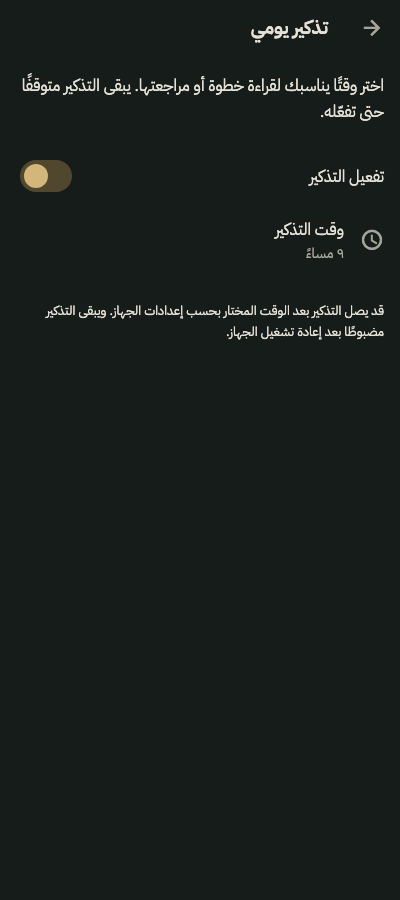 تذكير يومي
اختر وقتًا يناسبك لقراءة خطوة أو مراجعتها. يبقى التذكير متوقفًا
حتى تفعّله.
تفعيل التذكير
وقت التذكير
٩ مساءً
قد يصل التذكير بعد الوقت المختار بحسب إعدادات الجهاز. ويبقى التذكير
مضبوطًا بعد إعادة تشغيل الجهاز.